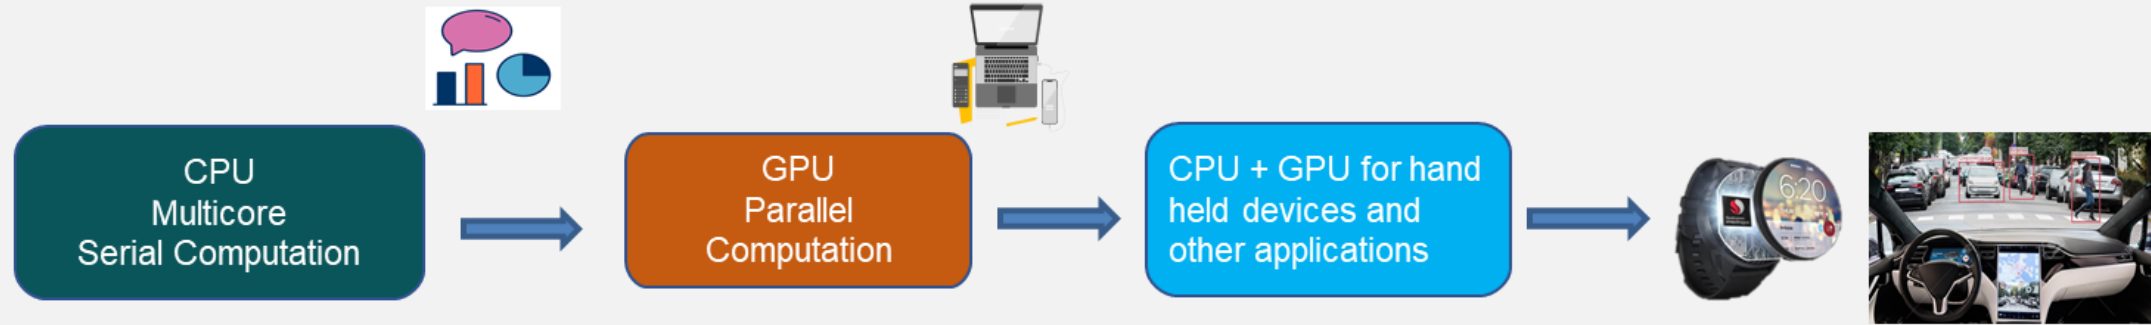 CPU
Multicore
Serial Computation
GPU
Parallel
Computation
CPU + GPU for hand
held devices and
other applications
6:20